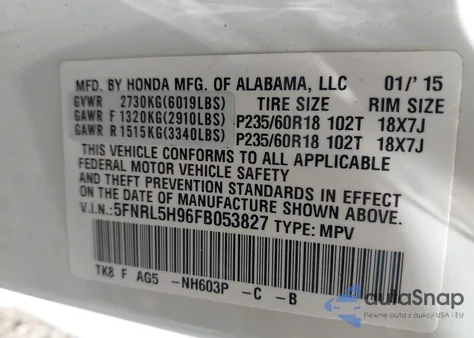 MFD. BY HONDA MFG. OF ALABAMA, LLC 01/'15
GVWR 2730KG(6019LBS) TIRE SIZE RIM SIZE
GAWR F 1320KG(2910LBS) P235/60R18 102T 18X7J
GAWR R 1515KG(3340LBS) P235/60R18 102T 18X7J
THIS VEHICLE CONFORMS TO ALL APPLICABLE
FEDERAL MOTOR VEHICLE SAFETY
AND THEFT PREVENTION STANDARDS IN EFFECT
ON THE DATE OF MANUFACTURE SHOWN ABOVE.
V.I.N.:5FNRL5H96FB053827 TYPE: MPV
TK8 F AG5 -NH603P -C -B
autaSnap
Pewne auta z aukcji USA i EU